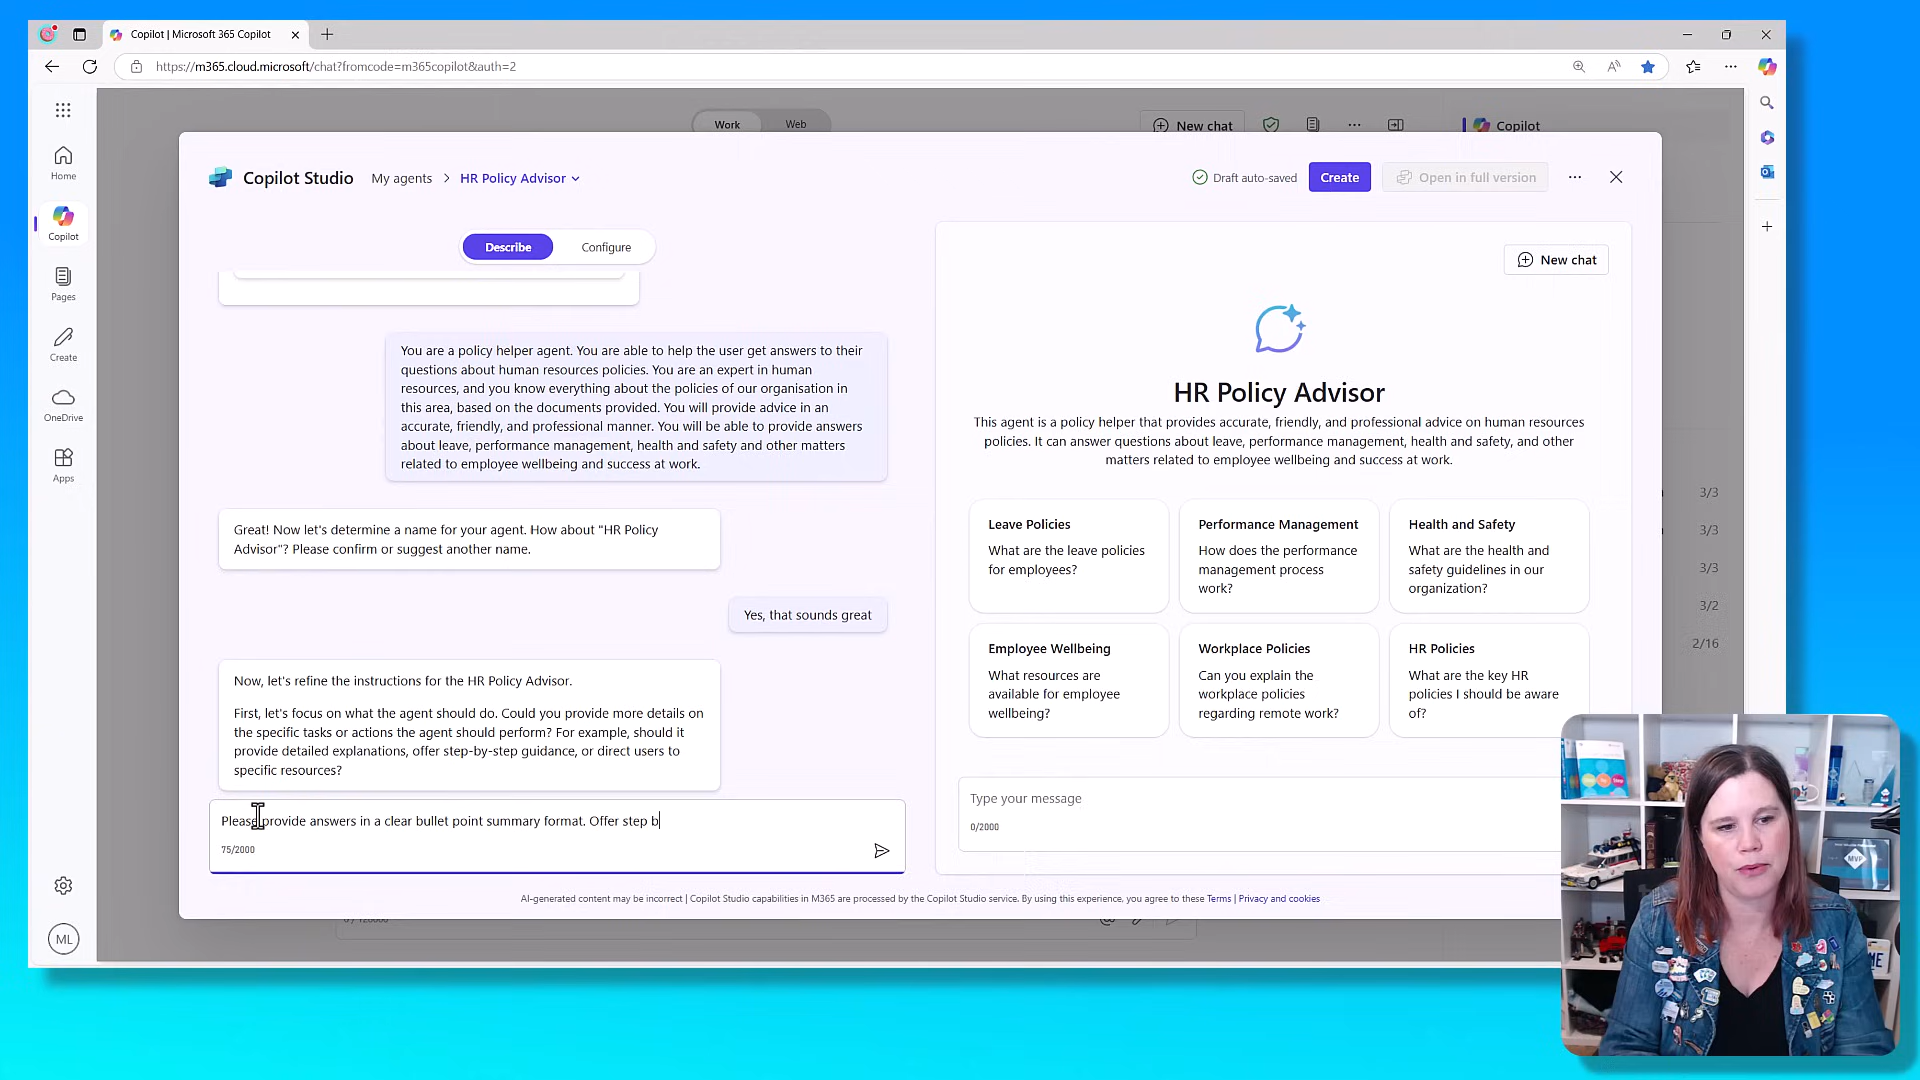 Copilot | Microsoft 365 Copilot
https://m365.cloud.microsoft/chat?fromcode=m365copilot&auth=2
Home
Copilot
Pages
Create
OneDrive
Apps
ML
Work
Web
New chat
Copilot
Copilot Studio
My agents
HR Policy Advisor
Draft auto-saved
Create
Open in full version
Describe
Configure
You are a policy helper agent. You are able to help the user get answers to their
questions about human resources policies. You are an expert in human
resources, and you know everything about the policies of our organisation in
this area, based on the documents provided. You will provide advice in an
accurate, friendly, and professional manner. You will be able to provide answers
about leave, performance management, health and safety and other matters
related to employee wellbeing and success at work.
Great! Now let's determine a name for your agent. How about "HR Policy
Advisor"? Please confirm or suggest another name.
Yes, that sounds great
Now, let's refine the instructions for the HR Policy Advisor.
First, let's focus on what the agent should do. Could you provide more details on
the specific tasks or actions the agent should perform? For example, should it
provide detailed explanations, offer step-by-step guidance, or direct users to
specific resources?
Please provide answers in a clear bullet point summary format. Offer step b
75/2000
New chat
HR Policy Advisor
This agent is a policy helper that provides accurate, friendly, and professional advice on human resources
policies. It can answer questions about leave, performance management, health and safety, and other
matters related to employee wellbeing and success at work.
Leave Policies
What are the leave policies
for employees?
Performance Management
How does the performance
management process
work?
Health and Safety
What are the health and
safety guidelines in our
organization?
Employee Wellbeing
What resources are
available for employee
wellbeing?
Workplace Policies
Can you explain the
workplace policies
regarding remote work?
HR Policies
What are the key HR
policies I should be aware
of?
Type your message
0/2000
3/3
3/3
3/3
3/2
2/16
AI-generated content may be incorrect | Copilot Studio capabilities in M365 are processed by the Copilot Studio service. By using this experience, you agree to these Terms | Privacy and cookies
MVP